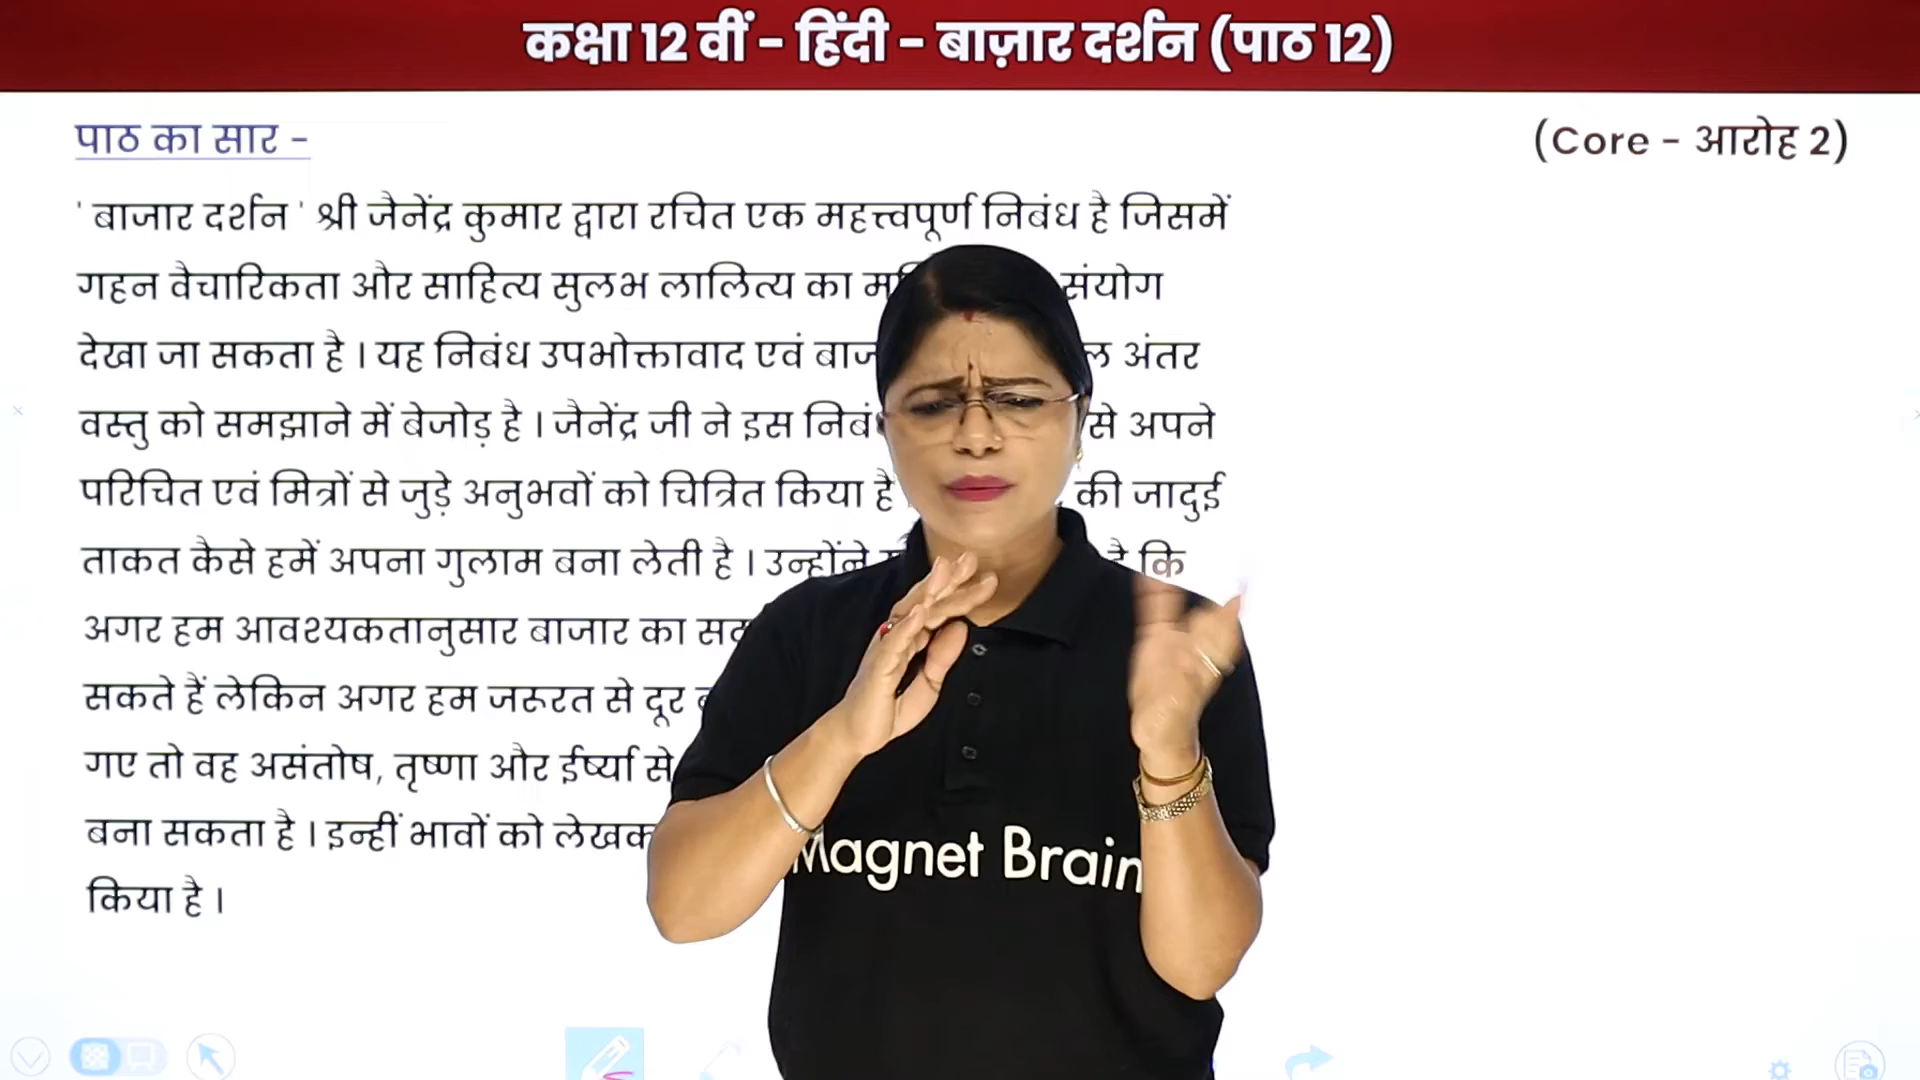 कक्षा 12 वीं - हिंदी - बाज़ार दर्शन (पाठ 12)
पाठ का सार -
(Core - आरोह 2)
' बाजार दर्शन ' श्री जैनेंद्र कुमार द्वारा रचित एक महत्त्वपूर्ण निबंध है जिसमें
गहन वैचारिकता और साहित्य सुलभ लालित्य का संयोग
देखा जा सकता है । यह निबंध उपभोक्तावाद एवं अंतर
वस्तु को समझाने में बेजोड़ है । जैनेंद्र जी ने इस से अपने
परिचित एवं मित्रों से जुड़े अनुभवों को चित्रित किया है की जादुई
ताकत कैसे हमें अपना गुलाम बना लेती है । उन्होंने है कि
अगर हम आवश्यकतानुसार बाजार का
सकते हैं लेकिन अगर हम जरूरत से दूर
गए तो वह असंतोष, तृष्णा और ईर्ष्या से
बना सकता है । इन्हीं भावों को लेखक
किया है ।
Magnet Brain